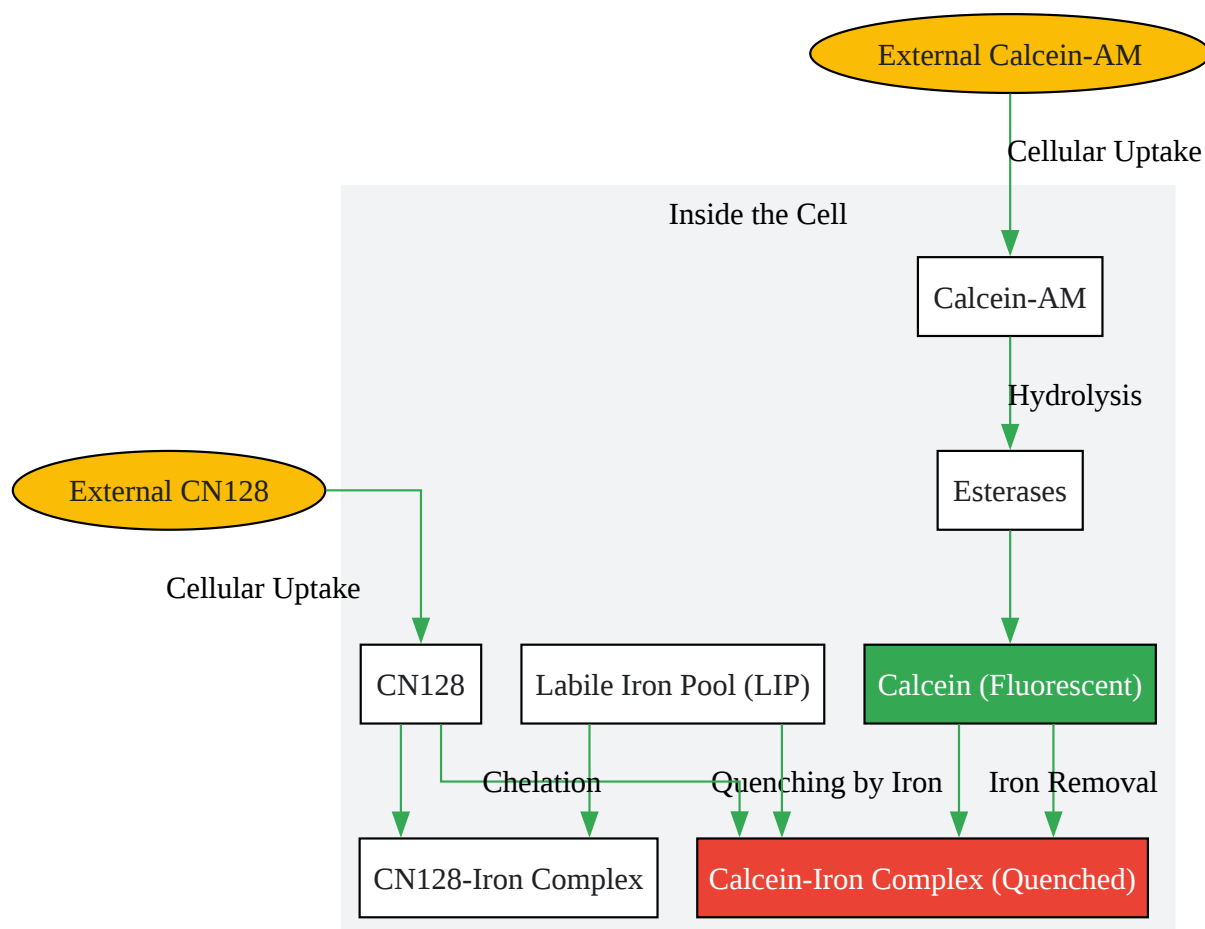 External Calcein-AM
Cellular Uptake
Inside the Cell
Calcein-AM
Hydrolysis
External CN128
Esterases
Cellular Uptake
CN128
Labile Iron Pool (LIP)
Calcein (Fluorescent)
Chelation
Quenching by Iron
Iron Removal
CN128-Iron Complex
Calcein-Iron Complex (Quenched)